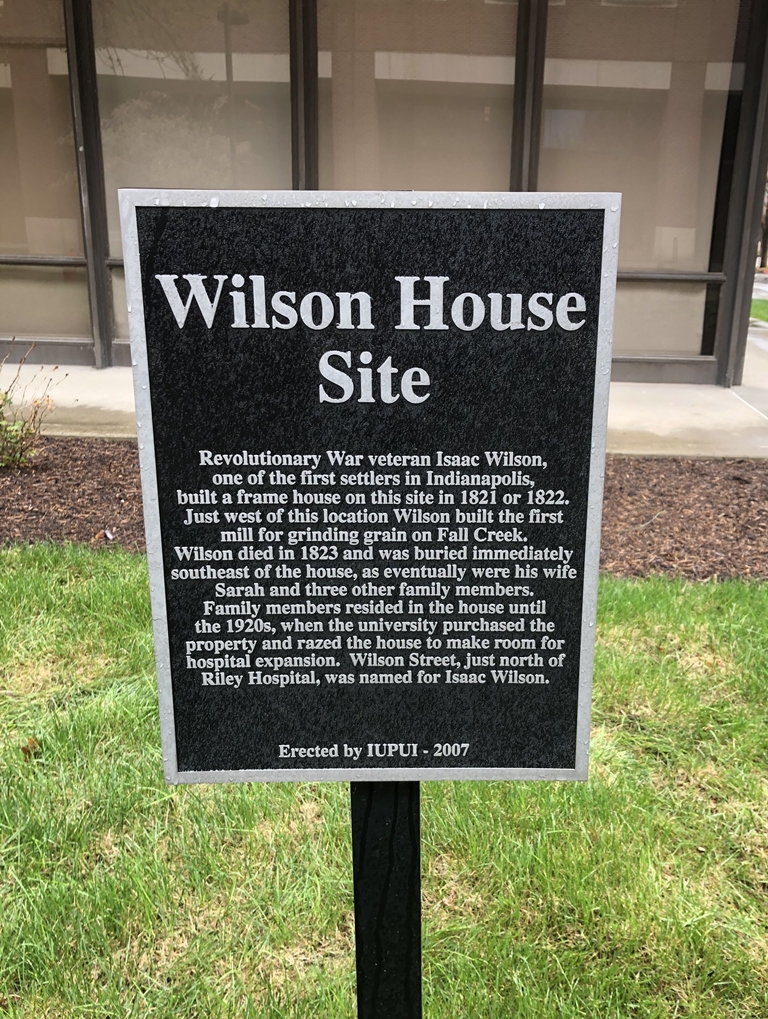 Wilson House
Site
Revolutionary War veteran Isaac Wilson,
one of the first settlers in Indianapolis,
built a frame house on this site in 1821 or 1822.
Just west of this location Wilson built the first
mill for grinding grain on Fall Creek.
Wilson died in 1823 and was buried immediately
southeast of the house, as eventually were his wife
Sarah and three other family members.
Family members resided in the house until
the 1920s, when the university purchased the
property and razed the house to make room for
hospital expansion.  Wilson Street, just north of
Riley Hospital, was named for Isaac Wilson.
Erected by IUPUI - 2007